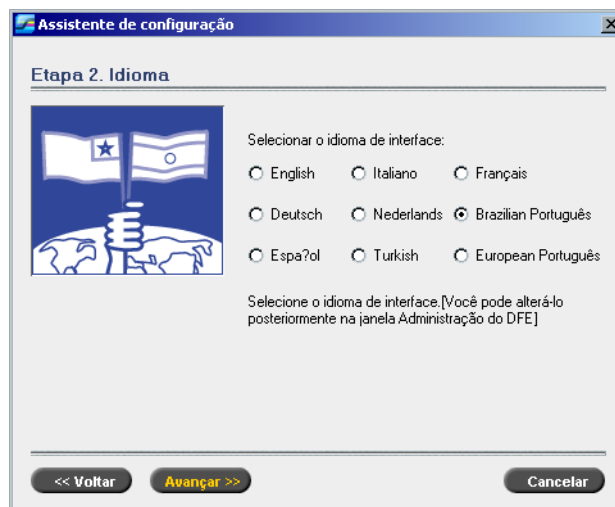 Assistente de configuração
Etapa 2. Idioma
Selecionar o idioma de interface:
English Italiano Français
Deutsch Nederlands Brazilian Português
Espa?ol Turkish European Português
Selecione o idioma de interface.[Você pode alterá-lo
posteriormente na janela Administração do DFE]
<< Voltar Avançar >> Cancelar